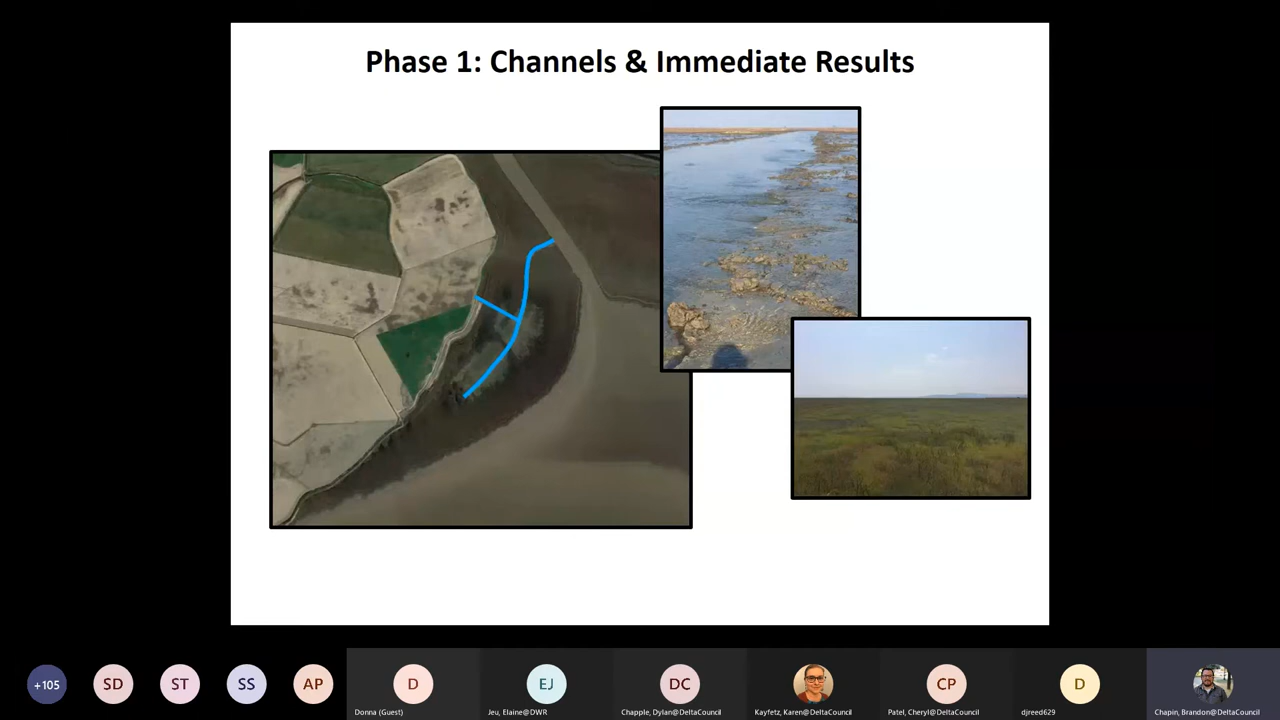 Phase 1: Channels & Immediate Results
+105
SD
ST
SS
AP
D
EJ
DC
CP
D
Donna (Guest)
Jeu, Elaine@DWR
Chapple, Dylan@DeltaCouncil
Kayfetz, Karen@DeltaCouncil
Patel, Cheryl@DeltaCouncil
djreed629
Chapin, Brandon@DeltaCouncil